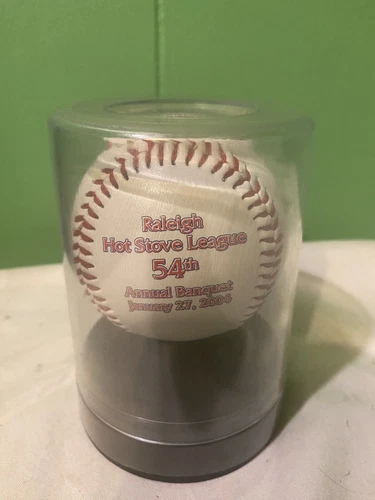 Raleigh
Hot Stove League
54th
Annual Banquet
January 27, 2006